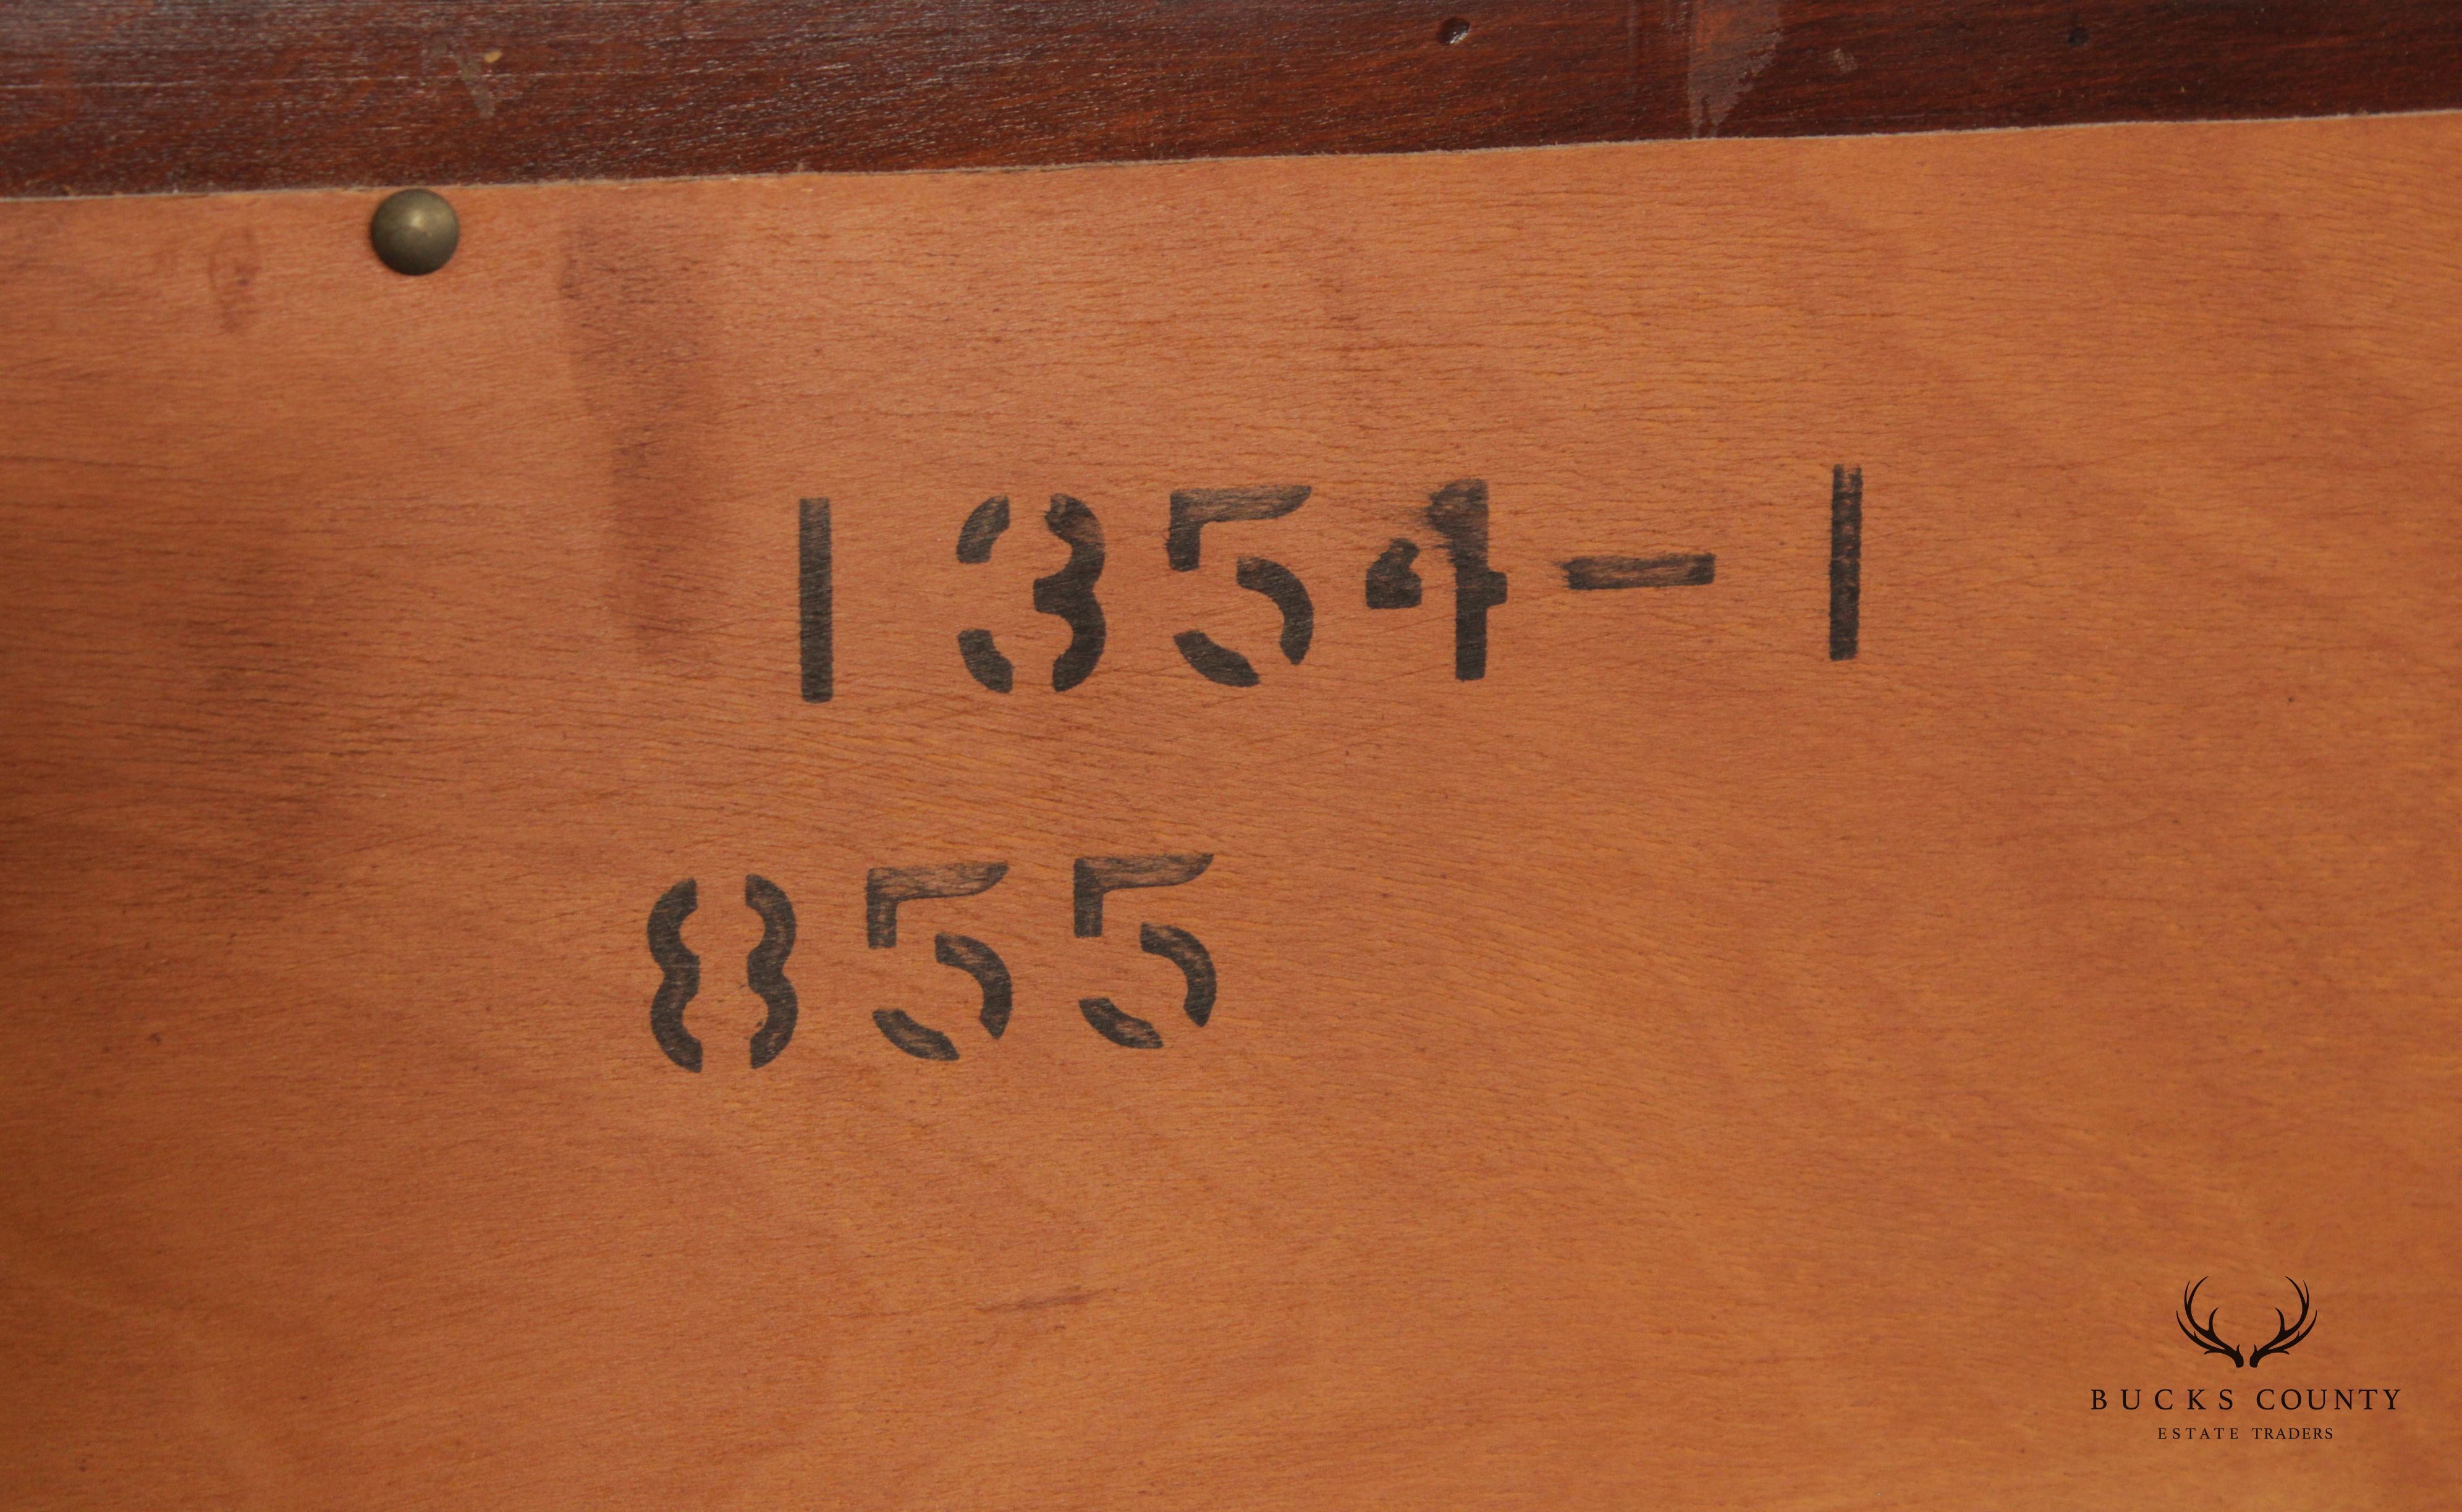 1354-1
855
BUCKS COUNTY
ESTATE TRADERS